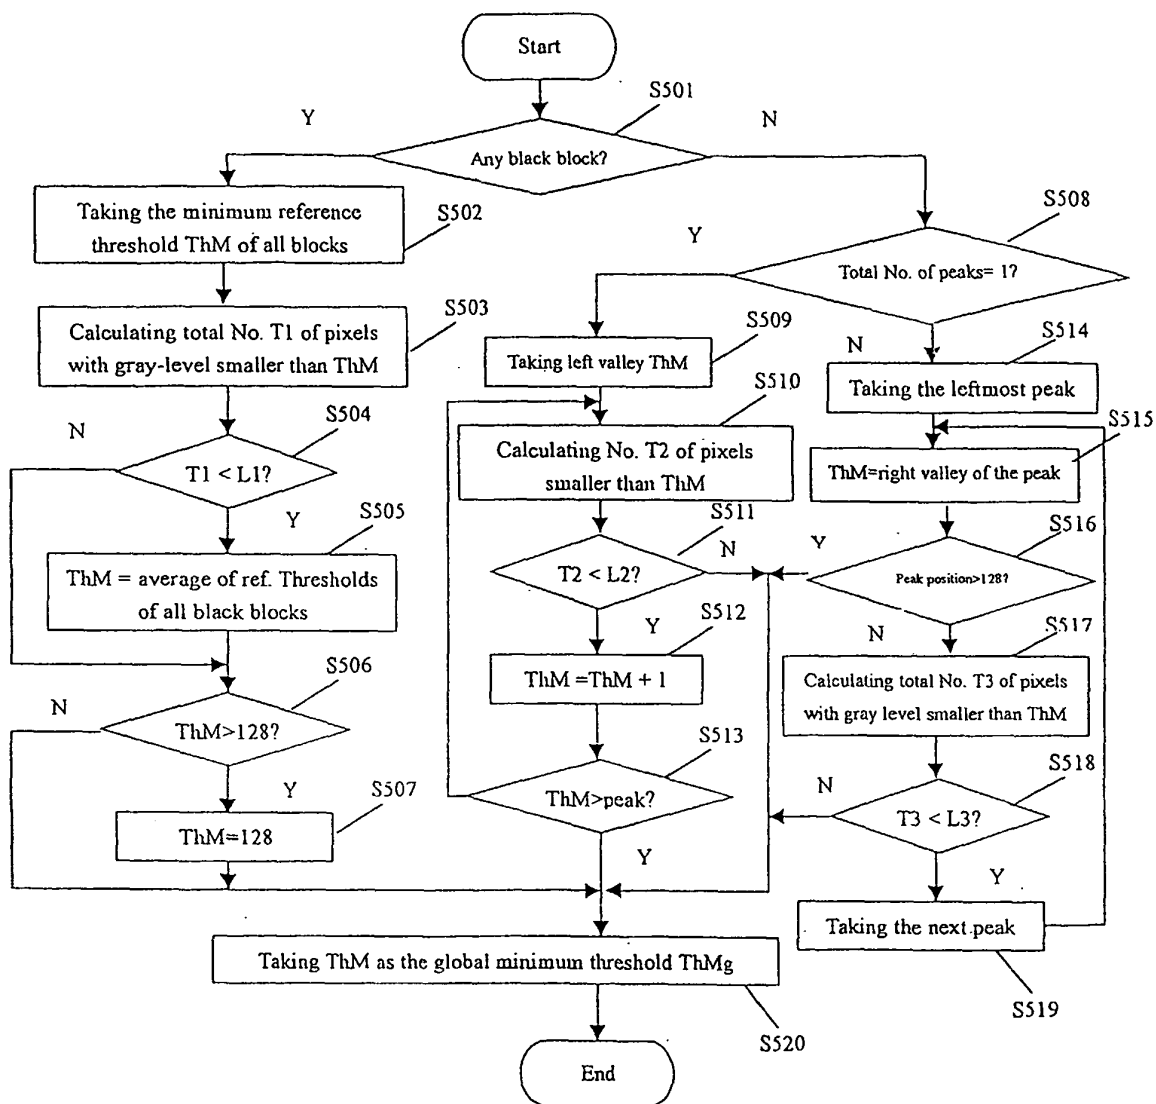 Start
S501
Y
N
Any black block?
Taking the minimum reference
threshold ThM of all blocks
S502
S508
Y
Total No. of peaks= 1?
Calculating total No. T1 of pixels
with gray-level smaller than ThM
S503
S509
Taking left valley ThM
N
S514
Taking the leftmost peak
S510
N
S504
T1 < L1?
Calculating No. T2 of pixels
smaller than ThM
S515
ThM=right valley of the peak
Y
S505
S511
N
Y
S516
ThM = average of ref. Thresholds
of all black blocks
T2 < L2?
Peak position>128?
Y
S512
N
S517
S506
ThM =ThM + 1
Calculating total No. T3 of pixels
with gray level smaller than ThM
N
ThM>128?
S513
S518
Y
S507
ThM>peak?
N
T3 < L3?
ThM=128
Y
Y
Taking the next peak
Taking ThM as the global minimum threshold ThMg
S519
S520
End